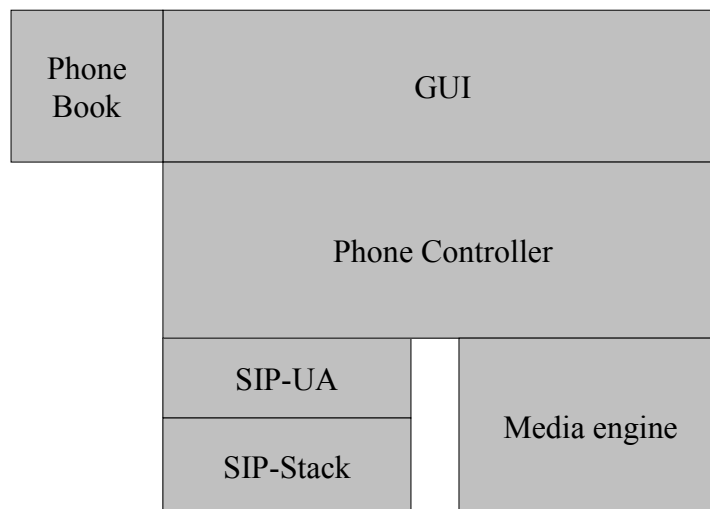 Phone
Book
GUI
Phone Controller
SIP-UA
SIP-Stack
Media engine